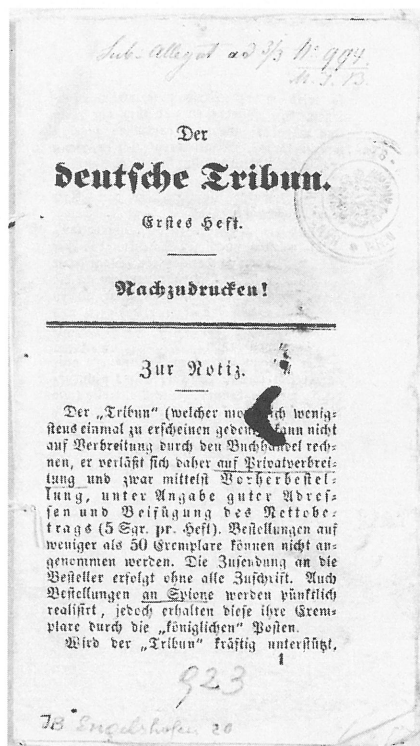 Sub-Allegat ad 3/3 No 994.
Der
deutsche Tribun.
Erstes Heft.
Nachzudrucken!
Zur Notiz.
Der „Tribun“ (welcher mo ich wenig-
stens einmal zu erscheinen geden kann nicht
auf Verbreitung durch den Buchhandel rech-
nen, er verläßt sich daher auf Privatverbrei-
tung und zwar mittelst Vorherbestel-
lung, unter Angabe guter Adres-
sen und Beifügung des Nettobe-
trags (5 Sgr. pr. Heft). Bestellungen auf
weniger als 50 Exemplare können nicht an-
genommen werden. Die Zusendung an die
Besteller erfolgt ohne alle Zuschrift. Auch
Bestellungen an Spione werden pünktlich
realisirt, jedoch erhalten diese ihre Exem-
plare durch die „königlichen“ Posten.
Wird der „Tribun“ kräftig unterstützt,
1
923
Engelshofen 20